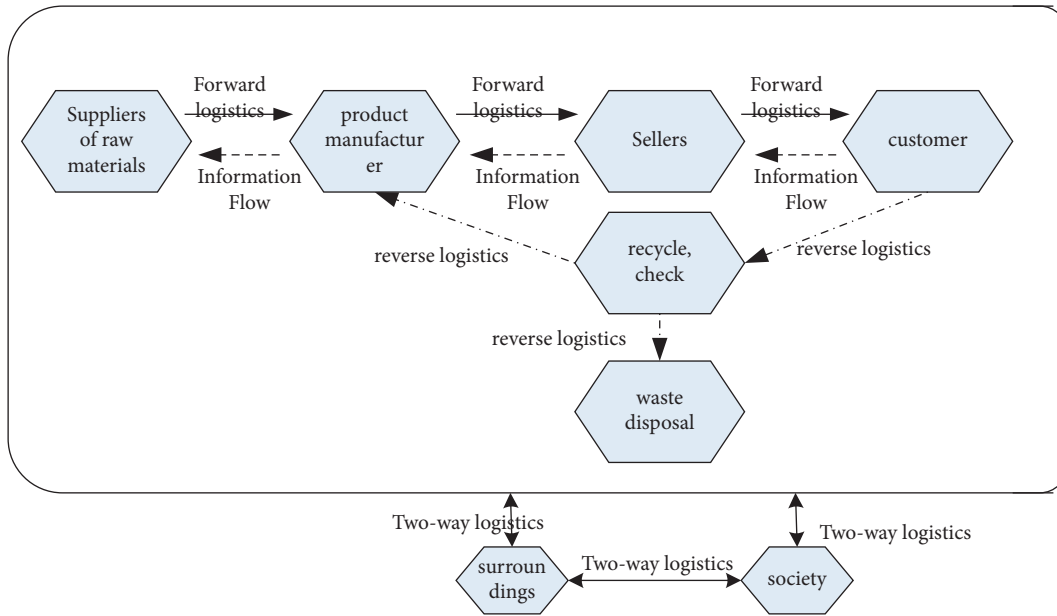 Forward
logistics
Forward
logistics
Forward
logistics
Suppliers
of raw
materials
product
manufactur
er
Sellers
customer
Information
Flow
Information
Flow
Information
Flow
reverse logistics
recycle,
check
reverse logistics
reverse logistics
waste
disposal
Two-way logistics
Two-way logistics
surroun
dings
Two-way logistics
society